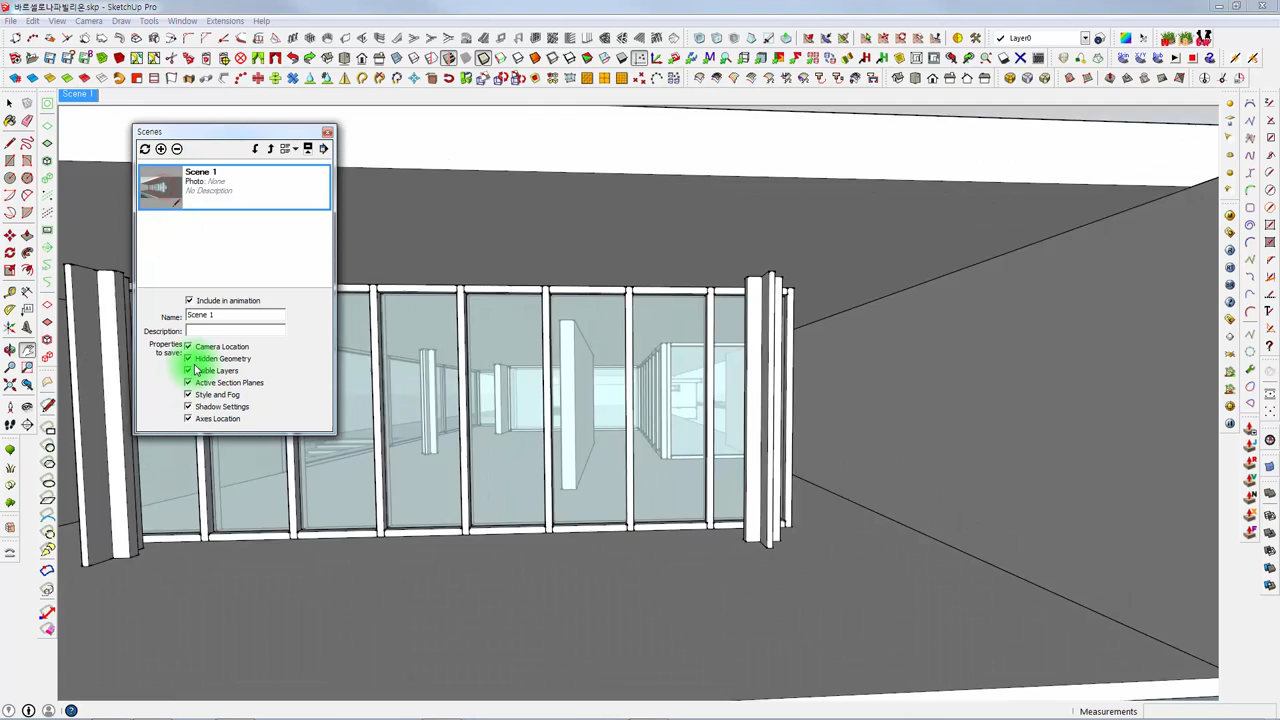 바르셀로나파빌리온.skp - SketchUp Pro
File Edit View Camera Draw Tools Window Extensions Help
Layer0
Scene 1
Scenes
Scene 1
Photo: None
No Description
Include in animation
Name: Scene 1
Description:
Properties to save:
Camera Location
Hidden Geometry
Layers
Active Section Planes
Style and Fog
Shadow Settings
Axes Location
Measurements